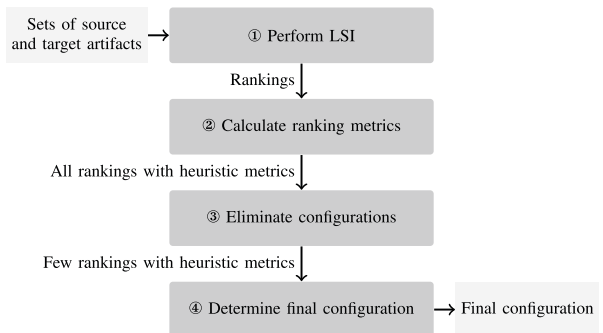 Sets of source
and target artifacts
① Perform LSI
Rankings
② Calculate ranking metrics
All rankings with heuristic metrics
③ Eliminate configurations
Few rankings with heuristic metrics
④ Determine final configuration
Final configuration